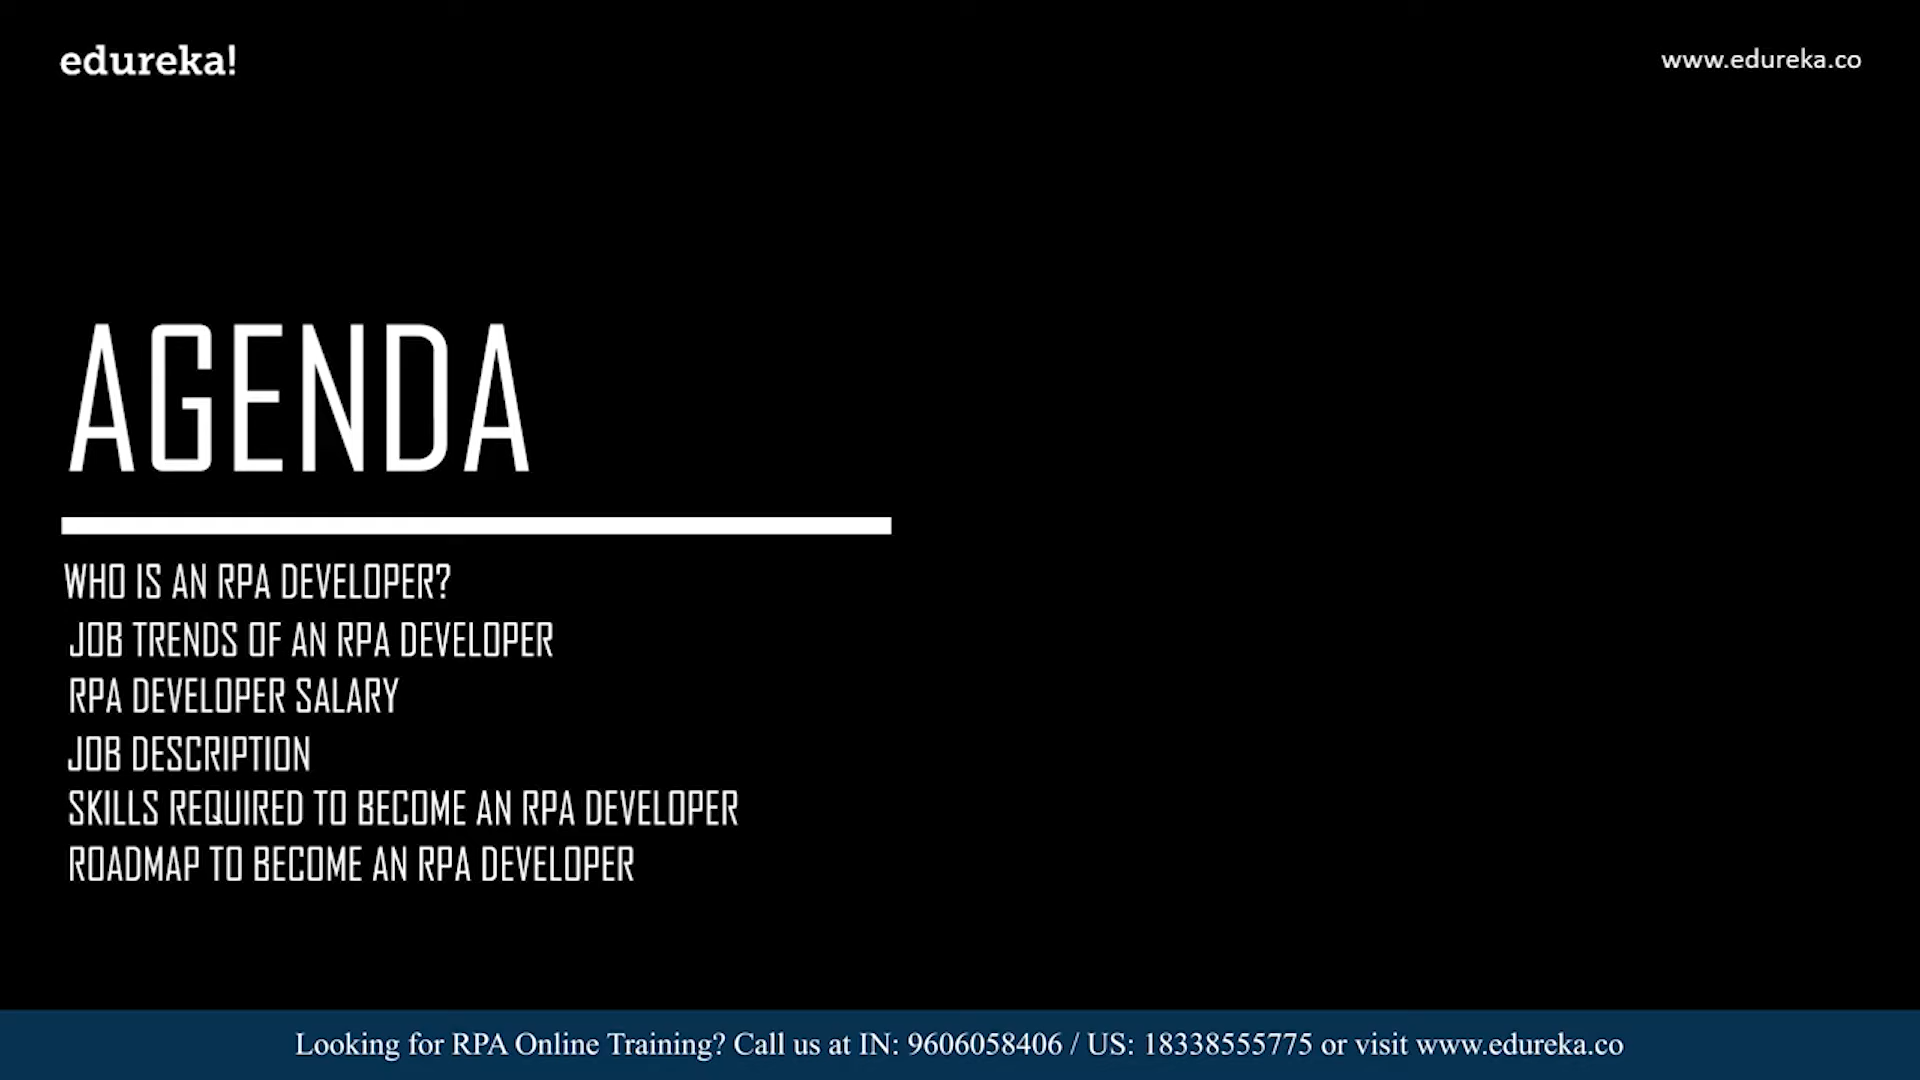 edureka!
www.edureka.co
AGENDA
WHO IS AN RPA DEVELOPER?
JOB TRENDS OF AN RPA DEVELOPER
RPA DEVELOPER SALARY
JOB DESCRIPTION
SKILLS REQUIRED TO BECOME AN RPA DEVELOPER
ROADMAP TO BECOME AN RPA DEVELOPER
Looking for RPA Online Training? Call us at IN: 9606058406 / US: 18338555775 or visit www.edureka.co